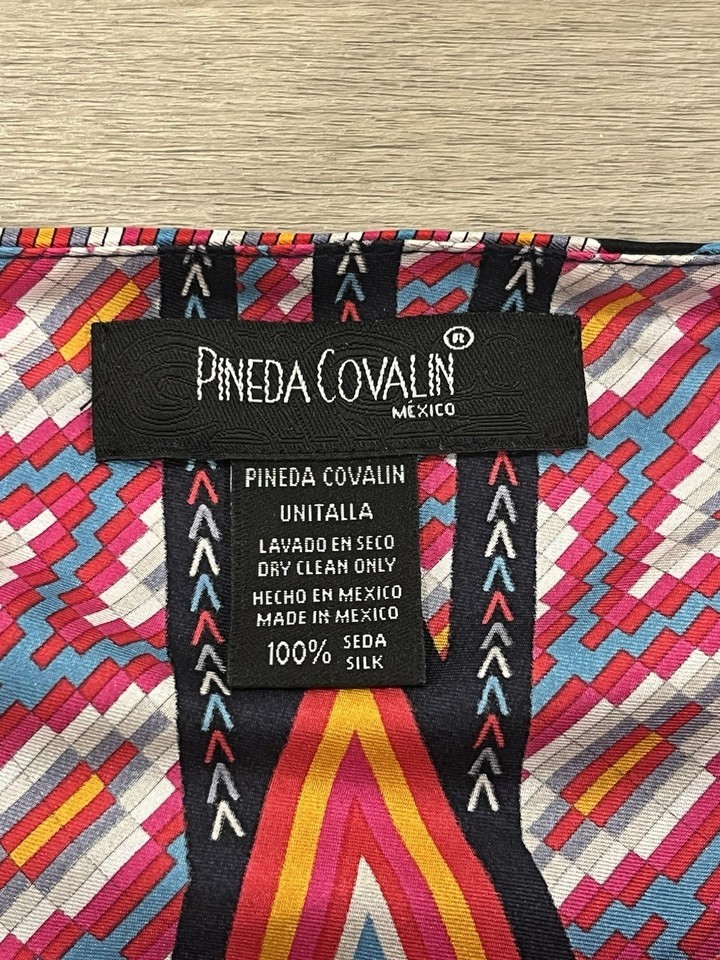 PINEDA COVALIN®
MÉXICO
PINEDA COVALIN
UNITALLA
LAVADO EN SECO
DRY CLEAN ONLY
HECHO EN MEXICO
MADE IN MEXICO
100% SEDA
SILK